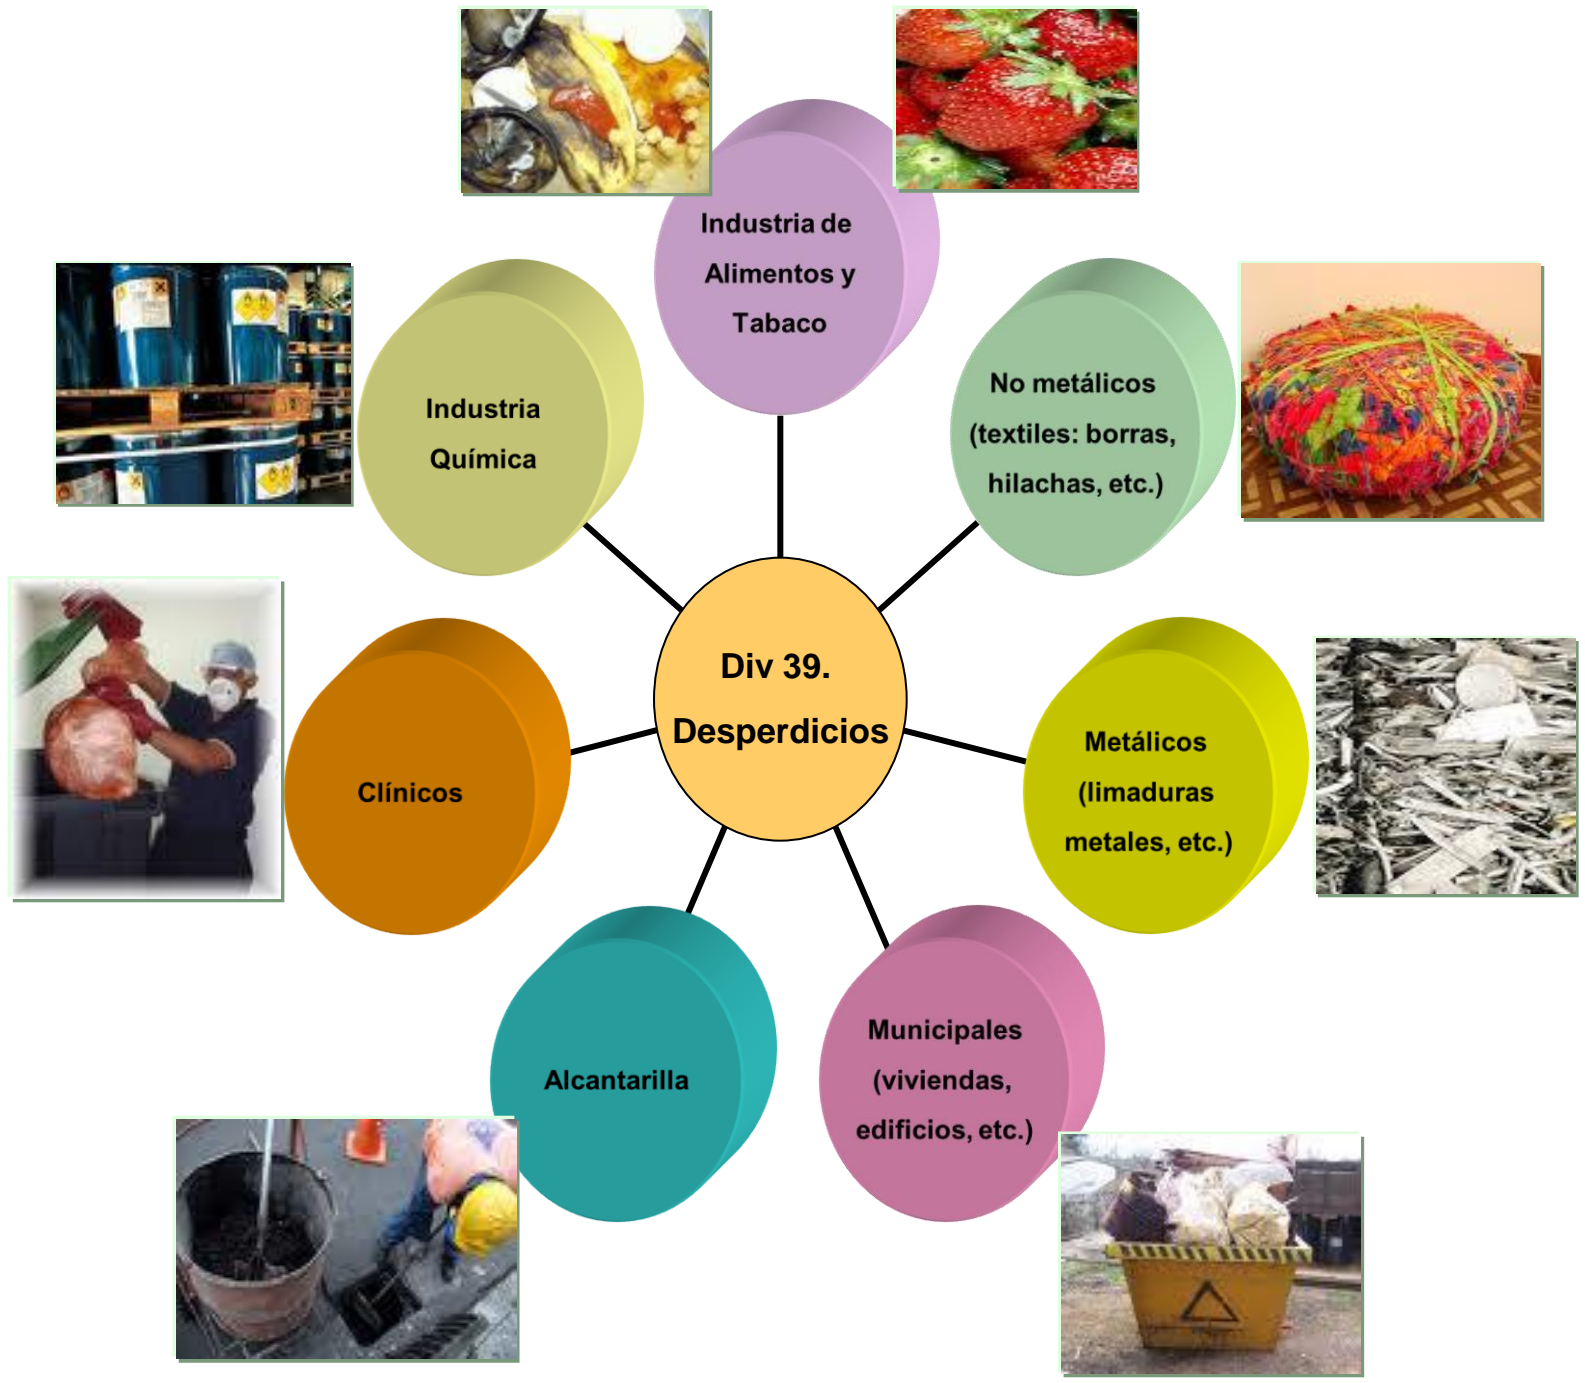 Industria de
Alimentos y
Tabaco
No metálicos
(textiles: borras,
hilachas, etc.)
Industria
Química
Div 39.
Desperdicios
Metálicos
(limaduras
metales, etc.)
Clínicos
Municipales
(viviendas,
edificios, etc.)
Alcantarilla